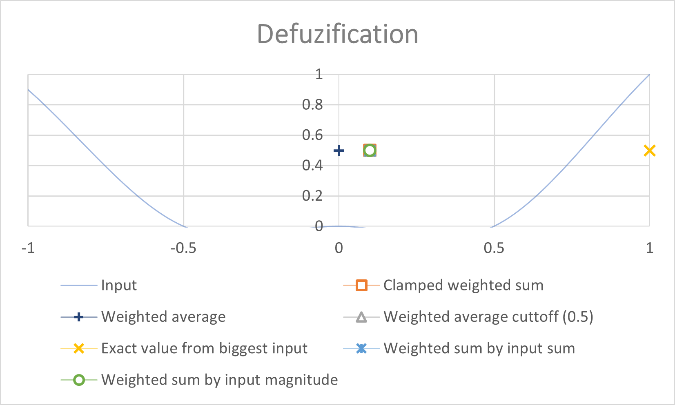 Defuzification
1
0.8
0.6
0.4
0.2
0
-1 -0.5 0 0.5 1
Input Clamped weighted sum
Weighted average Weighted average cuttoff (0.5)
Exact value from biggest input Weighted sum by input sum
Weighted sum by input magnitude